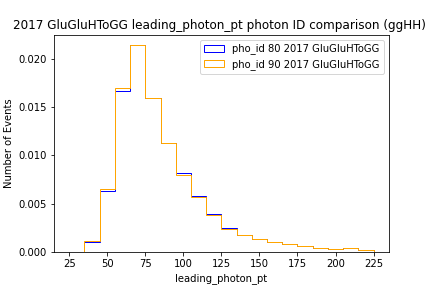 2017 GluGluHToGG leading_photon_pt photon ID comparison (ggHH)
pho_id 80 2017 GluGluHToGG
pho_id 90 2017 GluGluHToGG
Number of Events
0.020
0.015
0.010
0.005
0.000
25 50 75 100 125 150 175 200 225
leading_photon_pt